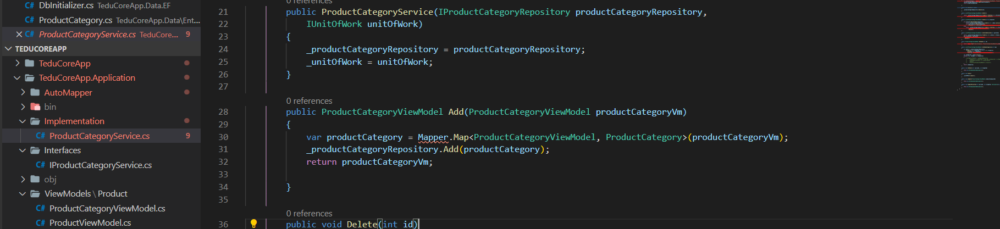 DbInitializer.cs TeduCoreApp.Data.EF
ProductCategory.cs TeduCoreApp.Data\Ent...
ProductCategoryService.cs TeduCore... 9
TEDUCOREAPP
TeduCoreApp
TeduCoreApp.Application
AutoMapper
bin
Implementation
C# ProductCategoryService.cs 9
Interfaces
C# IProductCategoryService.cs
obj
ViewModels \ Product
C# ProductCategoryViewModel.cs
C# ProductViewModel.cs
0 references
21 public ProductCategoryService(IProductCategoryRepository productCategoryRepository,
22 IUnitOfWork unitOfWork)
23 {
24 _productCategoryRepository = productCategoryRepository;
25 _unitOfWork = unitOfWork;
26 }
27
0 references
28 public ProductCategoryViewModel Add(ProductCategoryViewModel productCategoryVm)
29 {
30 var productCategory = Mapper.Map<ProductCategoryViewModel, ProductCategory>(productCategoryVm);
31 _productCategoryRepository.Add(productCategory);
32 return productCategoryVm;
33
34 }
35
0 references
36 public void Delete(int id)